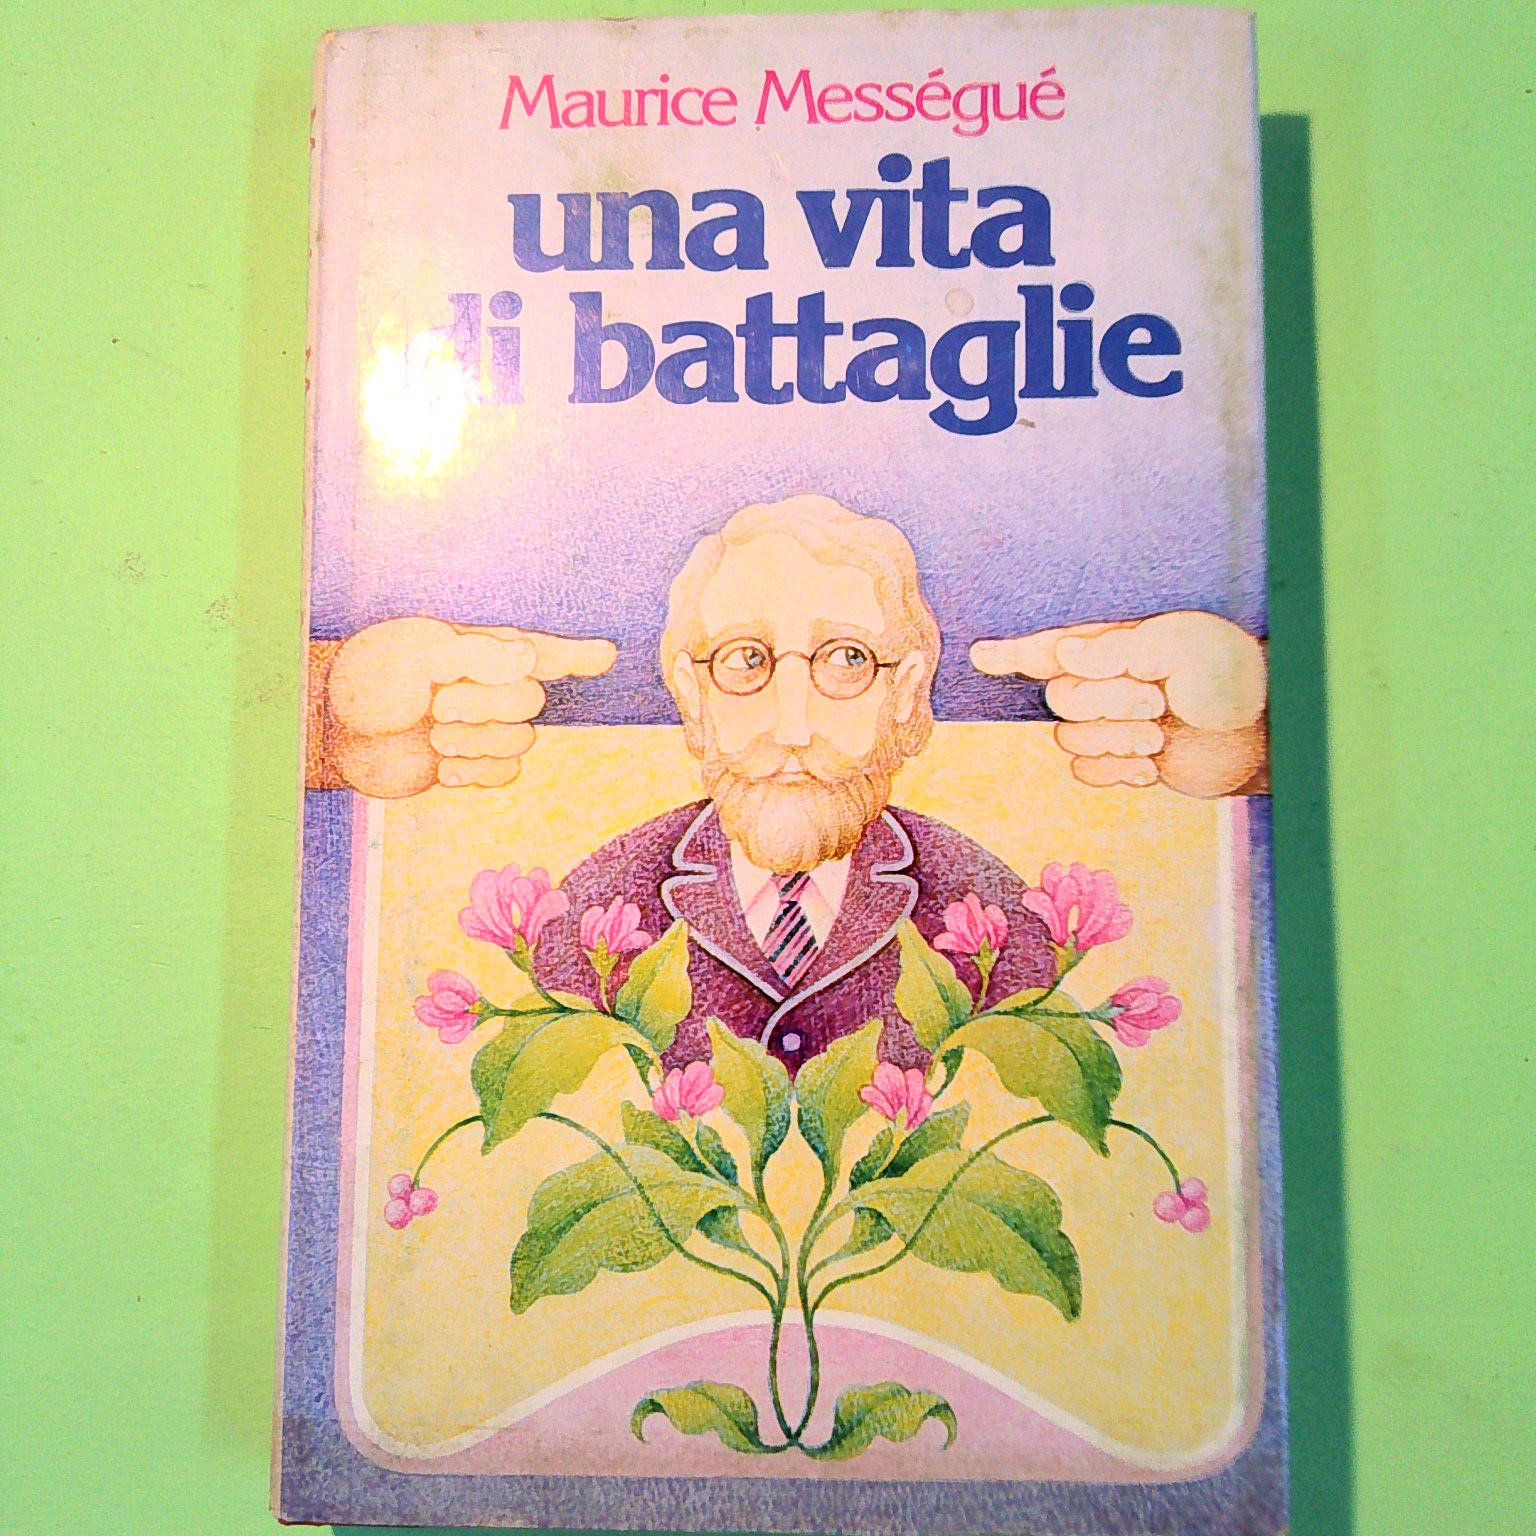 Maurice Mességué
una vita
di battaglie